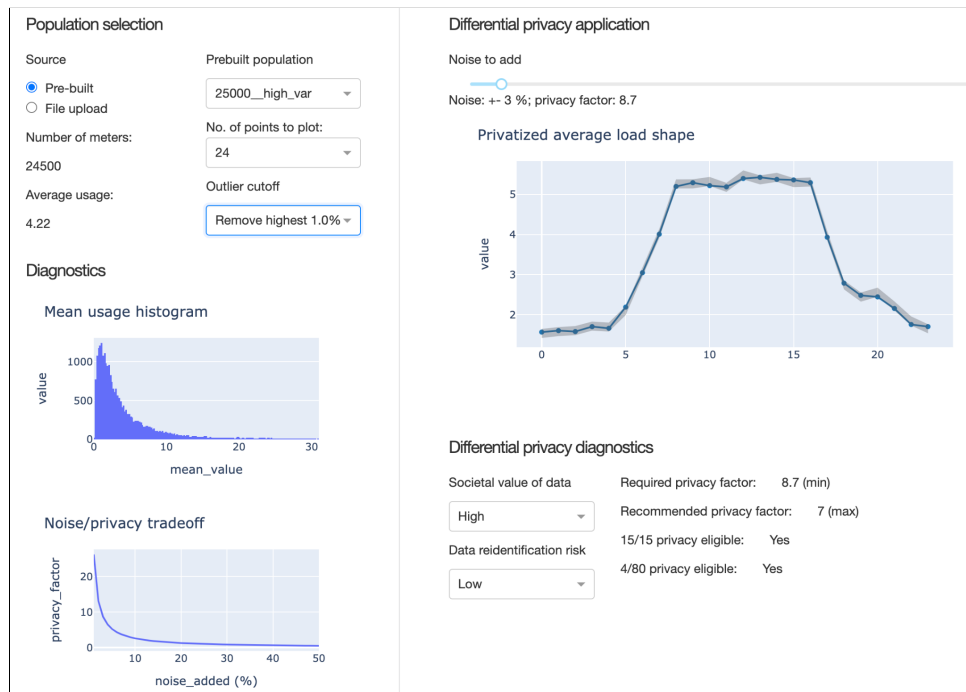 Population selection
Source
Pre-built
File upload
Number of meters:
24500
Average usage:
4.22
Prebuilt population
25000__high_var
No. of points to plot:
24
Outlier cutoff
Remove highest 1.0%
Diagnostics
Mean usage histogram
value
1000
500
0
0 10 20 30
mean_value
Noise/privacy tradeoff
privacy_factor
20
10
0
10 20 30 40 50
noise_added (%)
Differential privacy application
Noise to add
Noise: +- 3 %; privacy factor: 8.7
Privatized average load shape
value
5
4
3
2
0 5 10 15 20
Differential privacy diagnostics
Societal value of data
High
Data reidentification risk
Low
Required privacy factor: 8.7 (min)
Recommended privacy factor: 7 (max)
15/15 privacy eligible: Yes
4/80 privacy eligible: Yes